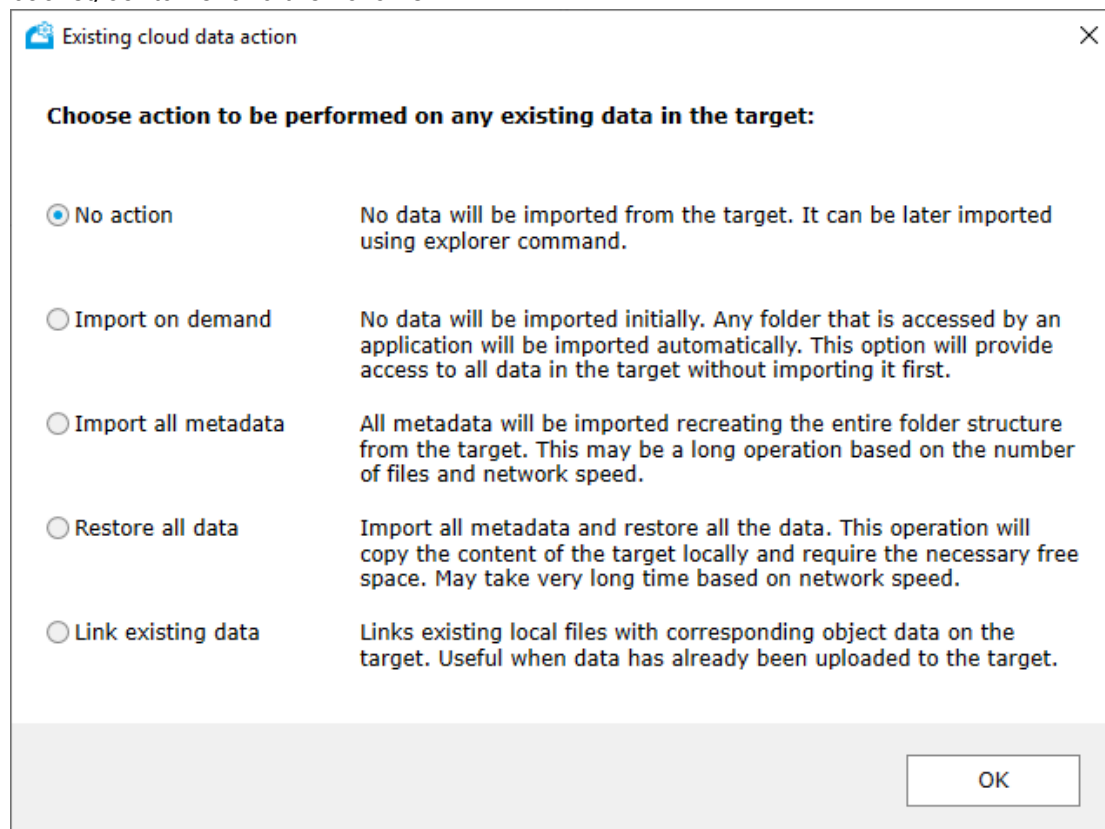 Existing cloud data action
Choose action to be performed on any existing data in the target:
No action
No data will be imported from the target. It can be later imported
using explorer command.
Import on demand
No data will be imported initially. Any folder that is accessed by an
application will be imported automatically. This option will provide
access to all data in the target without importing it first.
Import all metadata
All metadata will be imported recreating the entire folder structure
from the target. This may be a long operation based on the number
of files and network speed.
Restore all data
Import all metadata and restore all the data. This operation will
copy the content of the target locally and require the necessary free
space. May take very long time based on network speed.
Link existing data
Links existing local files with corresponding object data on the
target. Useful when data has already been uploaded to the target.
OK